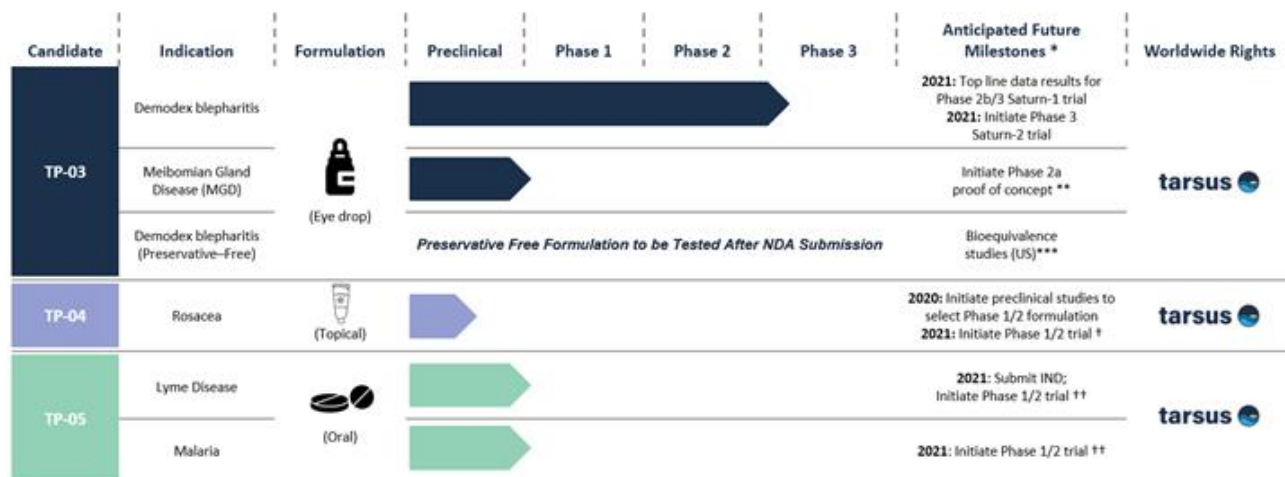 Candidate
Indication
Formulation
Preclinical
Phase 1
Phase 2
Phase 3
Anticipated Future
Milestones *
Worldwide Rights
TP-03
Demodex blepharitis
(Eye drop)
2021: Top line data results for
Phase 2b/3 Saturn-1 trial
2021: Initiate Phase 3
Saturn-2 trial
Meibomian Gland
Disease (MGD)
Initiate Phase 2a
proof of concept **
tarsus
Demodex blepharitis
(Preservative–Free)
Preservative Free Formulation to be Tested After NDA Submission
Bioequivalence
studies (US)***
TP-04
Rosacea
(Topical)
2020: Initiate preclinical studies to
select Phase 1/2 formulation
2021: Initiate Phase 1/2 trial †
tarsus
TP-05
Lyme Disease
(Oral)
2021: Submit IND;
Initiate Phase 1/2 trial ††
tarsus
Malaria
2021: Initiate Phase 1/2 trial ††